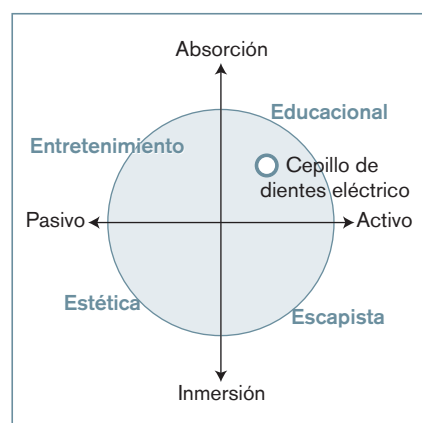 Absorción
Educacional
Entretenimiento
Cepillo de
dientes eléctrico
Pasivo
Activo
Estética
Escapista
Inmersión